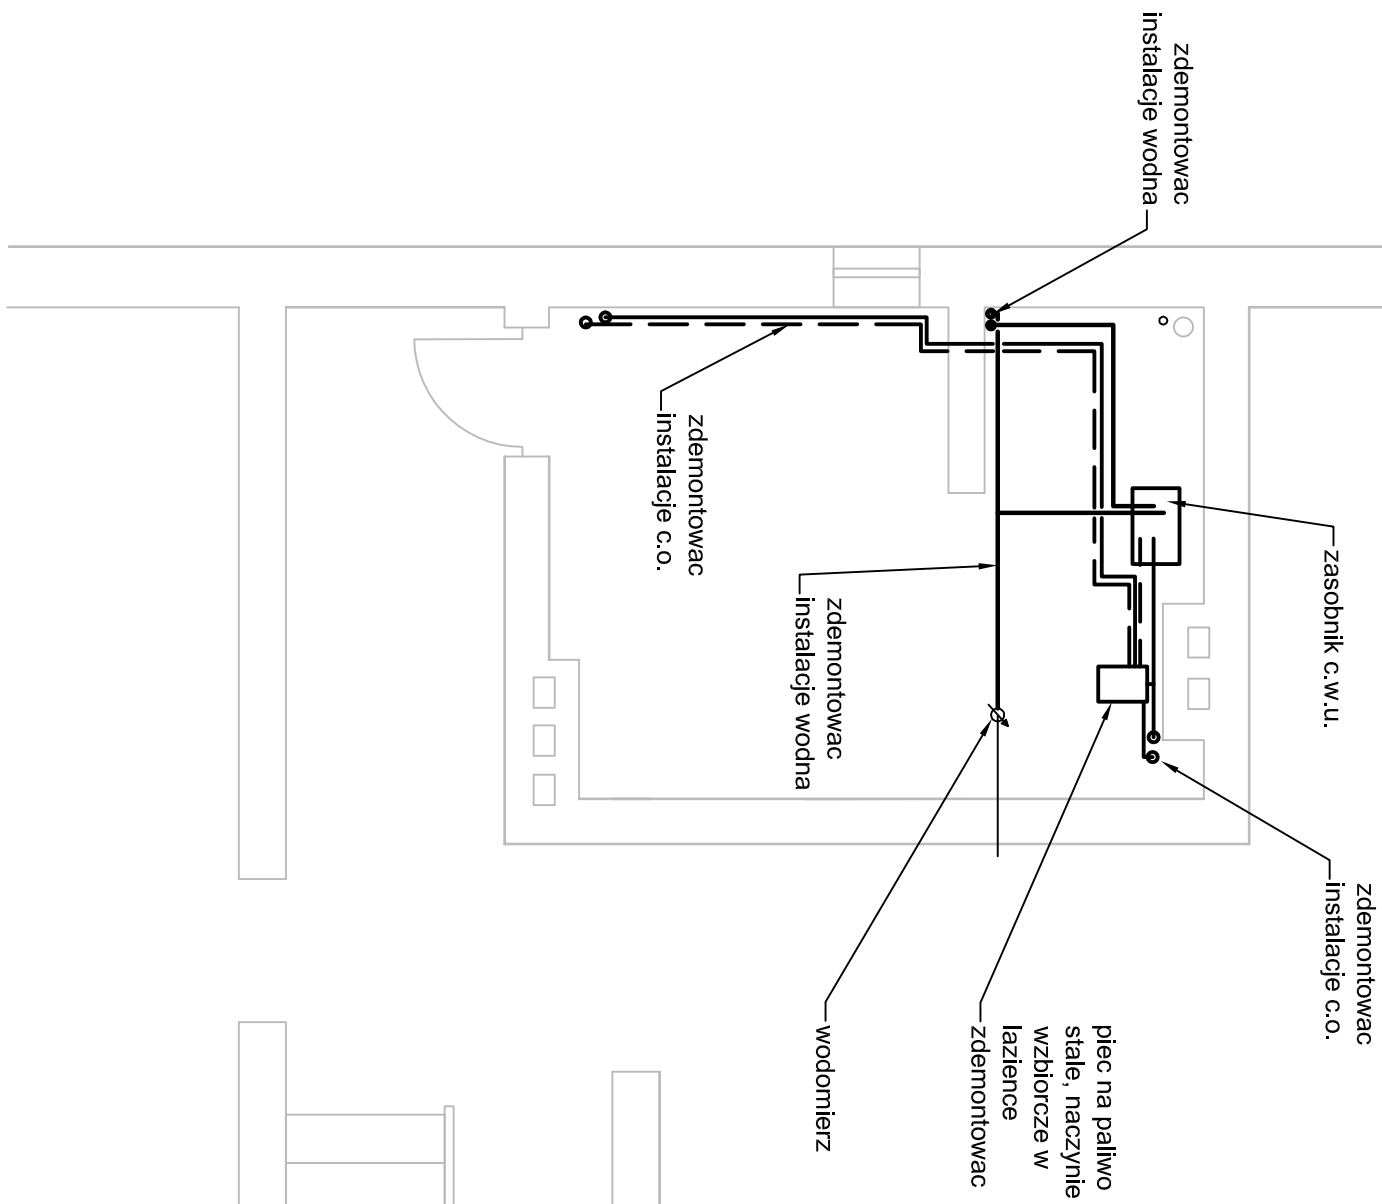 zdemontowac
instalacje wodna
zdemontowac
instalacje c.o.
zasobnik c.w.u.
zdemontowac
instalacje wodna
zdemontowac
instalacje c.o.
piec na paliwo
stale, naczynie
wzbiorcze w
lazience
zdemontowac
wodomierz